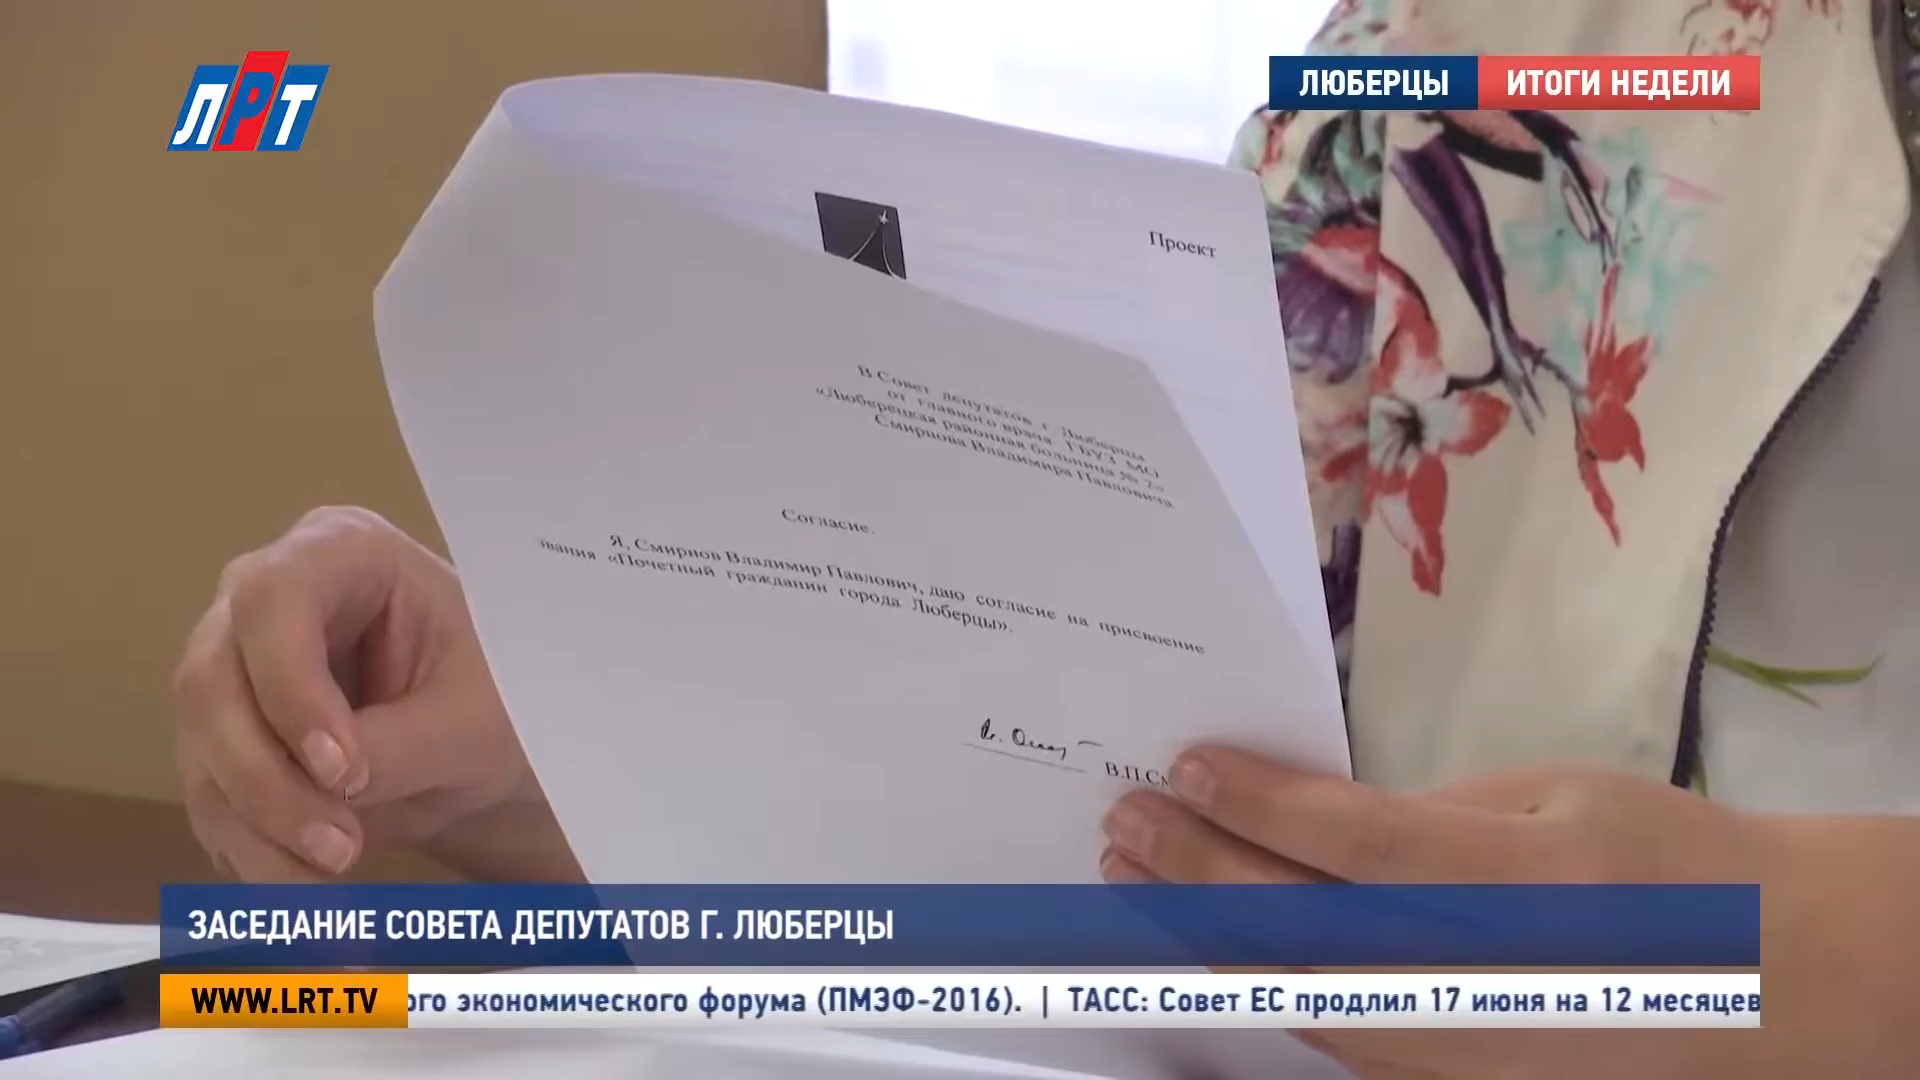 ЛРТ
ЛЮБЕРЦЫ ИТОГИ НЕДЕЛИ
Проект
В Совет депутатов г. Люберцы
от главного врача ГБУЗ МО
«Люберецкая районная больница № 2»
Смирнова Владимира Павловича
Согласие.
Я, Смирнов Владимир Павлович, даю согласие на присвоение
звания «Почетный гражданин города Люберцы».
В.П.См
ЗАСЕДАНИЕ СОВЕТА ДЕПУТАТОВ Г. ЛЮБЕРЦЫ
WWW.LRT.TV ого экономического форума (ПМЭФ-2016). | ТАСС: Совет ЕС продлил 17 июня на 12 месяцев